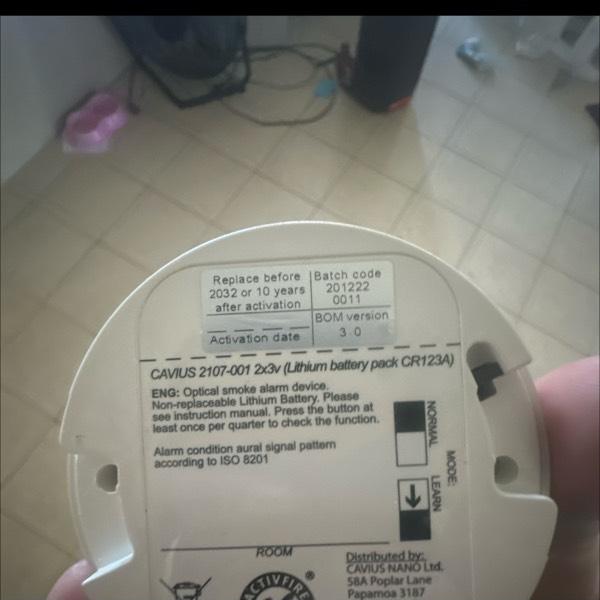 Replace before
2032 or 10 years
after activation
Activation date
Batch code
201222
0011
BOM version
3.0
CAVIUS 2107-001 2x3v (Lithium battery pack CR123A)
ENG: Optical smoke alarm device.
Non-replaceable Lithium Battery. Please
see instruction manual. Press the button at
least once per quarter to check the function.
Alarm condition aural signal pattern
according to ISO 8201
NORMAL
MODE:
LEARN
ROOM
ACTIVFIRE
®
Distributed by:
CAVIUS NANO Ltd.
58A Poplar Lane
Papamoa 3187